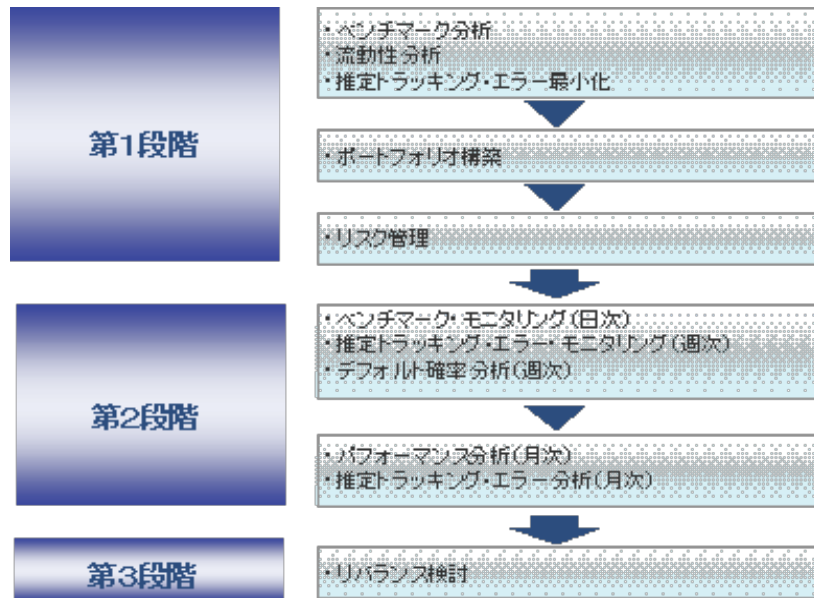 第1段階
・ベンチマーク分析
・流動性分析
・推定トラッキング・エラー最小化
・ポートフォリオ構築
・リスク管理
第2段階
・ベンチマーク・モニタリング(日次)
・推定トラッキング・エラー・モニタリング(週次)
・デフォルト確率分析(週次)
・パフォーマンス分析(月次)
・推定トラッキング・エラー分析(月次)
第3段階
・リバランス検討